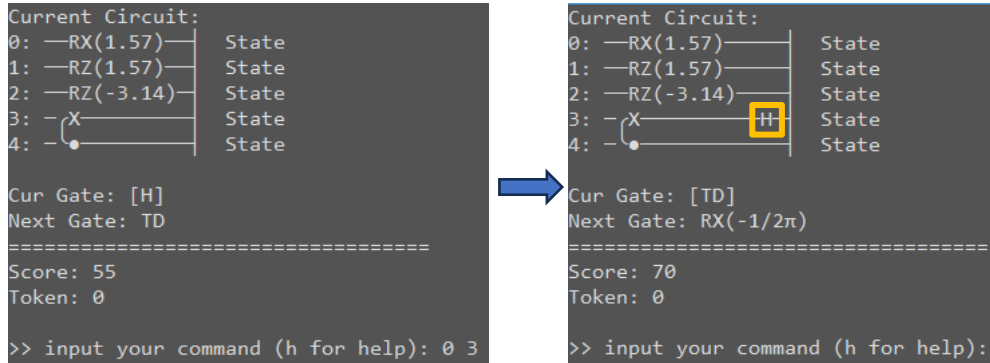 Current Circuit:
0: —RX(1.57)—┤ State
1: —RZ(1.57)—┤ State
2: —RZ(-3.14)—┤ State
3: —╭X————————┤ State
4: —╰●————————┤ State
Cur Gate: [H]
Next Gate: TD
===================================
Score: 55
Token: 0
>> input your command (h for help): 0 3
Current Circuit:
0: —RX(1.57)————┤ State
1: —RZ(1.57)————┤ State
2: —RZ(-3.14)———┤ State
3: —╭X————————H—┤ State
4: —╰●——————————┤ State
Cur Gate: [TD]
Next Gate: RX(-1/2π)
===================================
Score: 70
Token: 0
>> input your command (h for help):